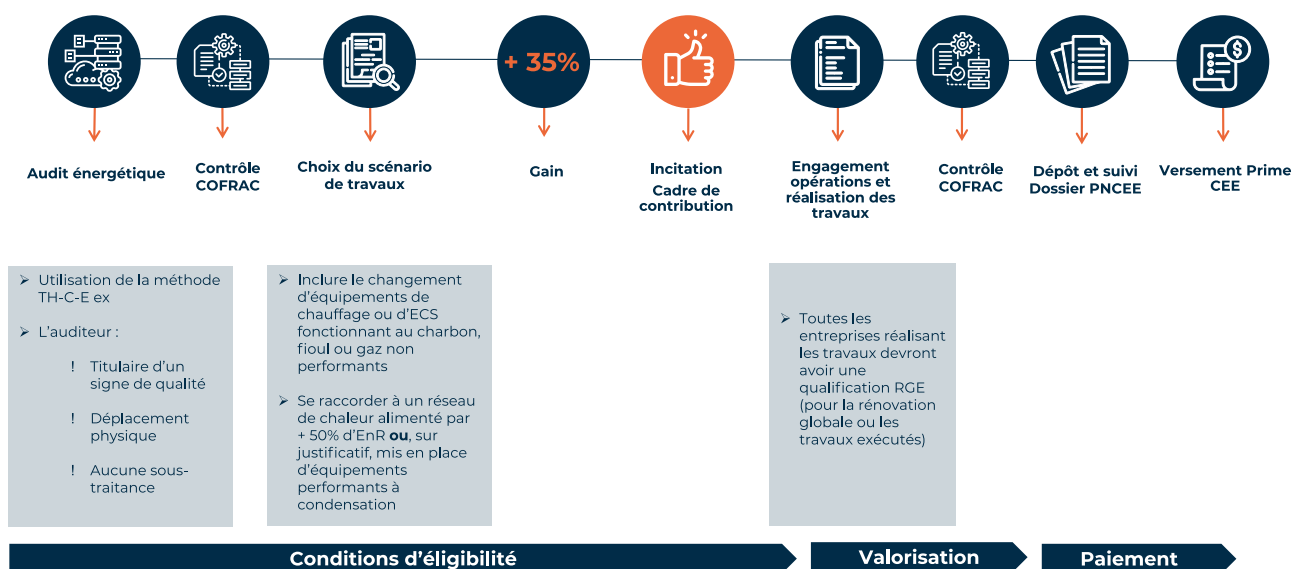 + 35%
$
Audit énergétique
Contrôle
COFRAC
Choix du scénario
de travaux
Gain
Incitation
Cadre de
contribution
Engagement
opérations et
réalisation des
travaux
Contrôle
COFRAC
Dépôt et suivi
Dossier PNCEE
Versement Prime
CEE
➢ Utilisation de la méthode
TH-C-E ex
➢ L'auditeur :
! Titulaire d'un
signe de qualité
! Déplacement
physique
! Aucune sous-
traitance
➢ Inclure le changement
d'équipements de
chauffage ou d'ECS
fonctionnant au charbon,
fioul ou gaz non
performants
➢ Se raccorder à un réseau
de chaleur alimenté par
+ 50% d'EnR ou, sur
justificatif, mis en place
d'équipements
performants à
condensation
➢ Toutes les
entreprises réalisant
les travaux devront
avoir une
qualification RGE
(pour la rénovation
globale ou les
travaux exécutés)
Conditions d'éligibilité
Valorisation
Paiement